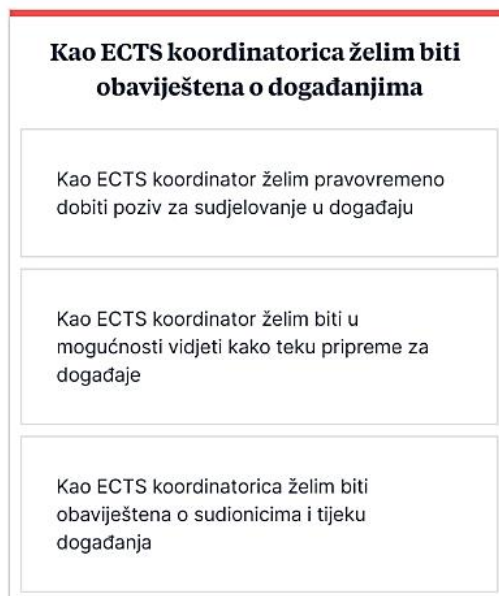 Kao ECTS koordinatorica želim biti
obaviještena o događanjima
Kao ECTS koordinator želim pravovremeno
dobiti poziv za sudjelovanje u događaju
Kao ECTS koordinator želim biti u
mogućnosti vidjeti kako teku pripreme za
događaje
Kao ECTS koordinatorica želim biti
obaviještena o sudionicima i tijeku
događanja